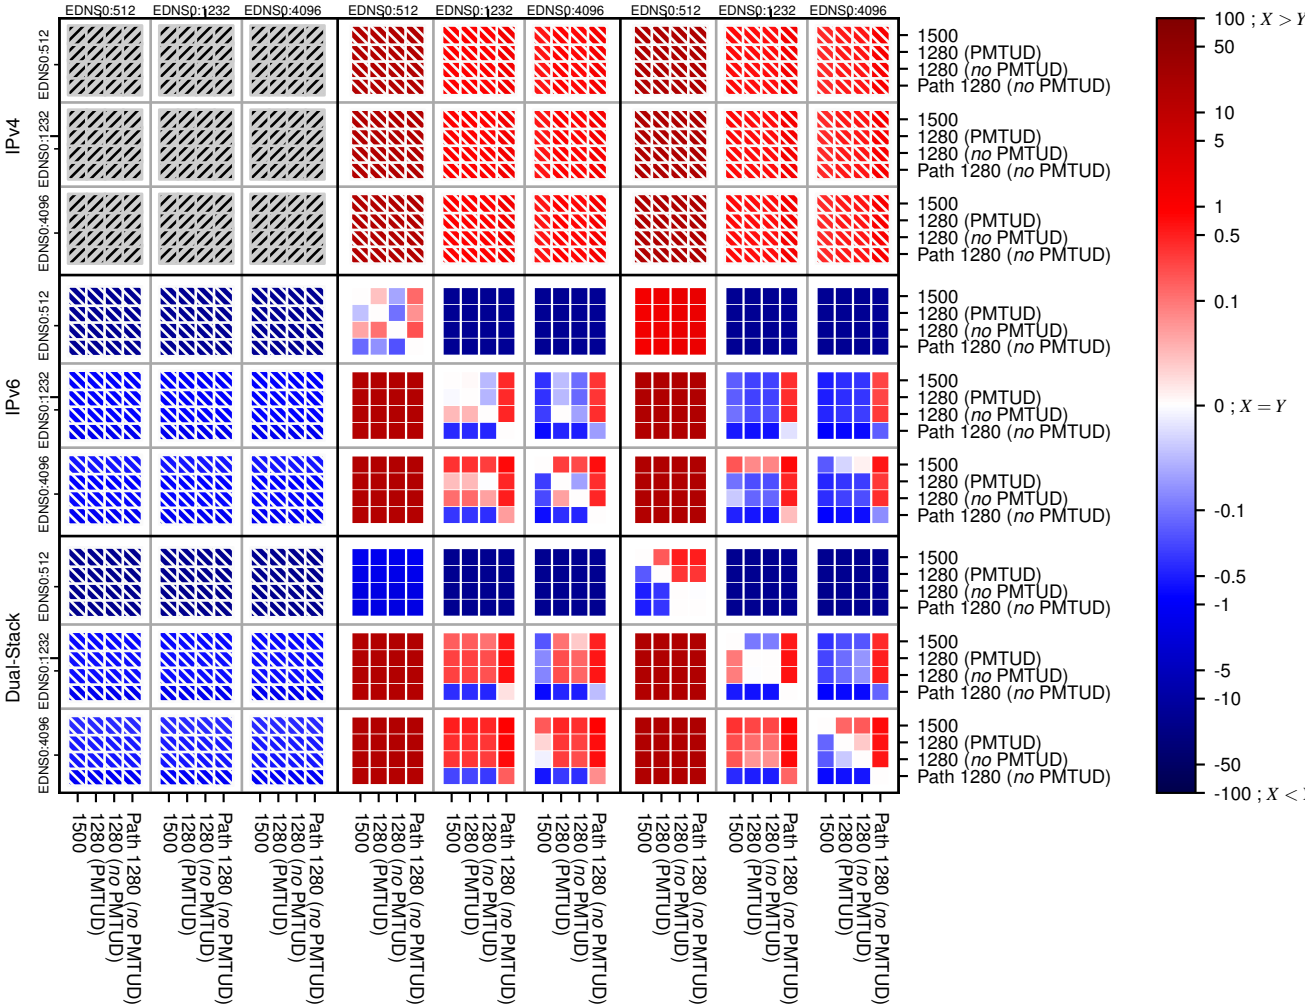 EDNS0:512 EDNS0:1232 EDNS0:4096 EDNS0:512 EDNS0:1232 EDNS0:4096 EDNS0:512 EDNS0:1232 EDNS0:4096
IPv4
EDNS0:512
1500
1280 (PMTUD)
1280 (no PMTUD)
Path 1280 (no PMTUD)
EDNS0:1232
1500
1280 (PMTUD)
1280 (no PMTUD)
Path 1280 (no PMTUD)
EDNS0:4096
1500
1280 (PMTUD)
1280 (no PMTUD)
Path 1280 (no PMTUD)
IPv6
EDNS0:512
1500
1280 (PMTUD)
1280 (no PMTUD)
Path 1280 (no PMTUD)
EDNS0:1232
1500
1280 (PMTUD)
1280 (no PMTUD)
Path 1280 (no PMTUD)
EDNS0:4096
1500
1280 (PMTUD)
1280 (no PMTUD)
Path 1280 (no PMTUD)
Dual-Stack
EDNS0:512
1500
1280 (PMTUD)
1280 (no PMTUD)
Path 1280 (no PMTUD)
EDNS0:1232
1500
1280 (PMTUD)
1280 (no PMTUD)
Path 1280 (no PMTUD)
EDNS0:4096
1500
1280 (PMTUD)
1280 (no PMTUD)
Path 1280 (no PMTUD)
1500
1280 (PMTUD)
1280 (no PMTUD)
Path 1280 (no PMTUD)
1500
1280 (PMTUD)
1280 (no PMTUD)
Path 1280 (no PMTUD)
1500
1280 (PMTUD)
1280 (no PMTUD)
Path 1280 (no PMTUD)
1500
1280 (PMTUD)
1280 (no PMTUD)
Path 1280 (no PMTUD)
1500
1280 (PMTUD)
1280 (no PMTUD)
Path 1280 (no PMTUD)
1500
1280 (PMTUD)
1280 (no PMTUD)
Path 1280 (no PMTUD)
1500
1280 (PMTUD)
1280 (no PMTUD)
Path 1280 (no PMTUD)
1500
1280 (PMTUD)
1280 (no PMTUD)
Path 1280 (no PMTUD)
1500
1280 (PMTUD)
1280 (no PMTUD)
Path 1280 (no PMTUD)
100 ; X > Y
50
10
5
1
0.5
0.1
0 ; X = Y
-0.1
-0.5
-1
-5
-10
-50
-100 ; X <